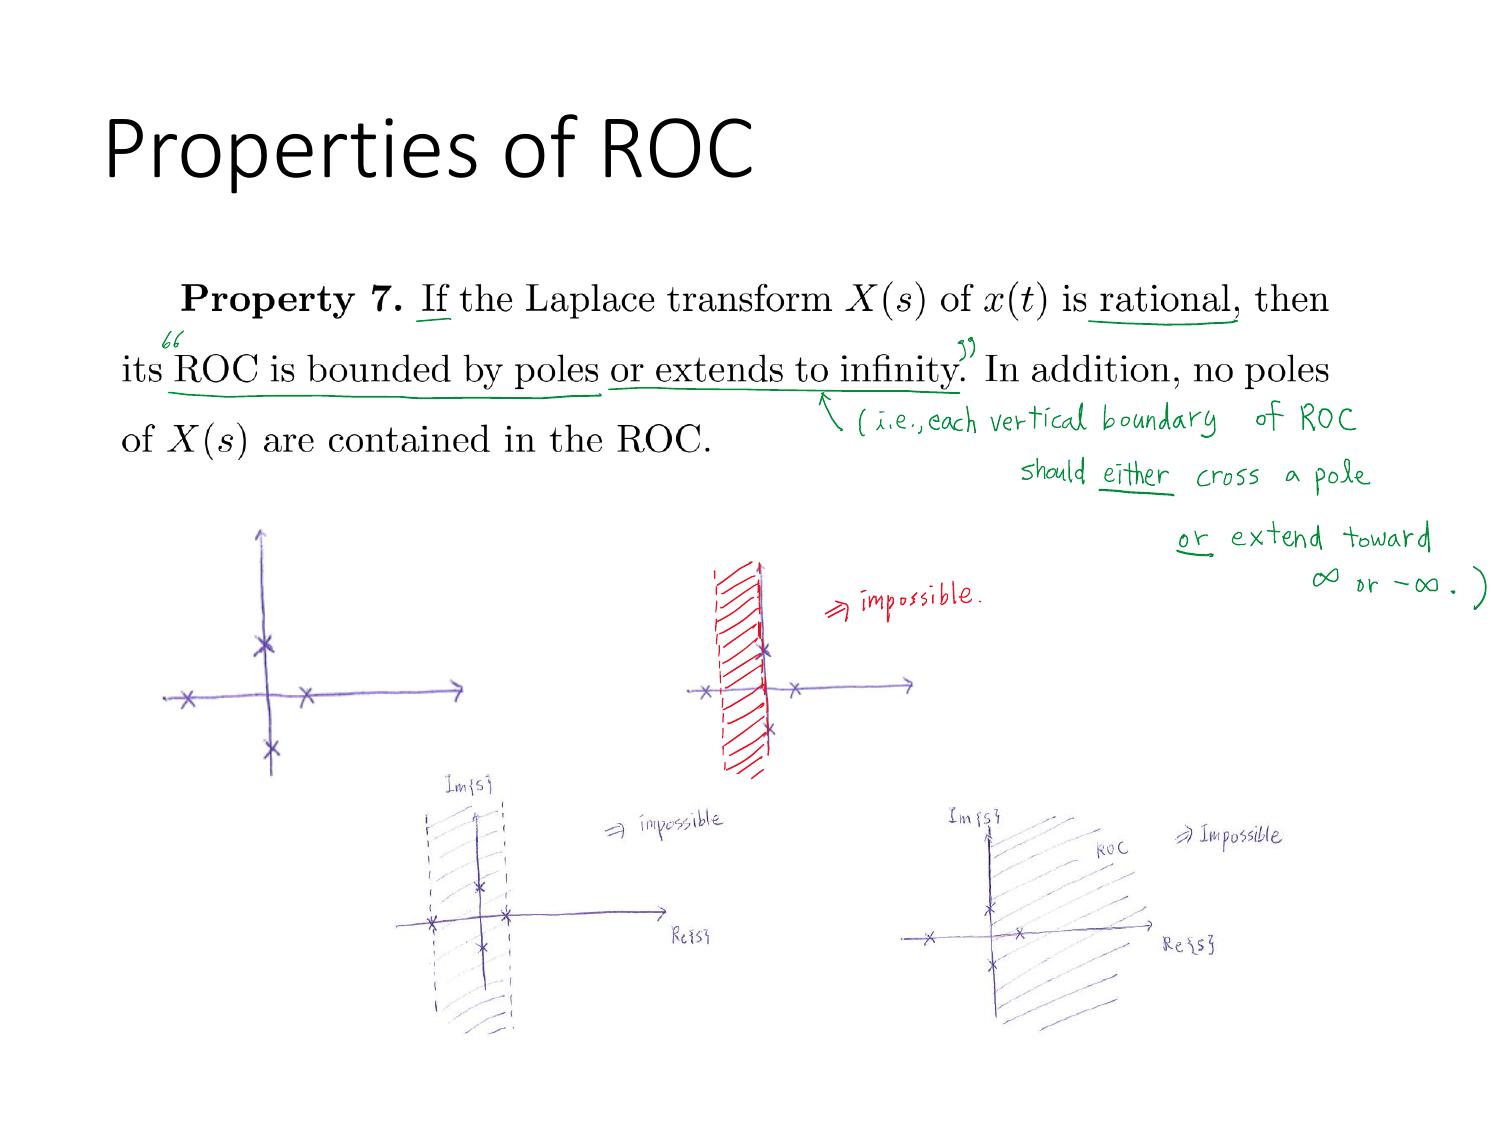 Properties of ROC
Property 7. If the Laplace transform X(s) of x(t) is rational, then
its “ROC is bounded by poles or extends to infinity.” In addition, no poles
of X(s) are contained in the ROC.
(i.e., each vertical boundary of ROC
should either cross a pole
or extend toward
∞ or -∞.)
⇒ impossible.
Im{s}
⇒ impossible
Re{s}
Im{s}
ROC
⇒ Impossible
Re{s}